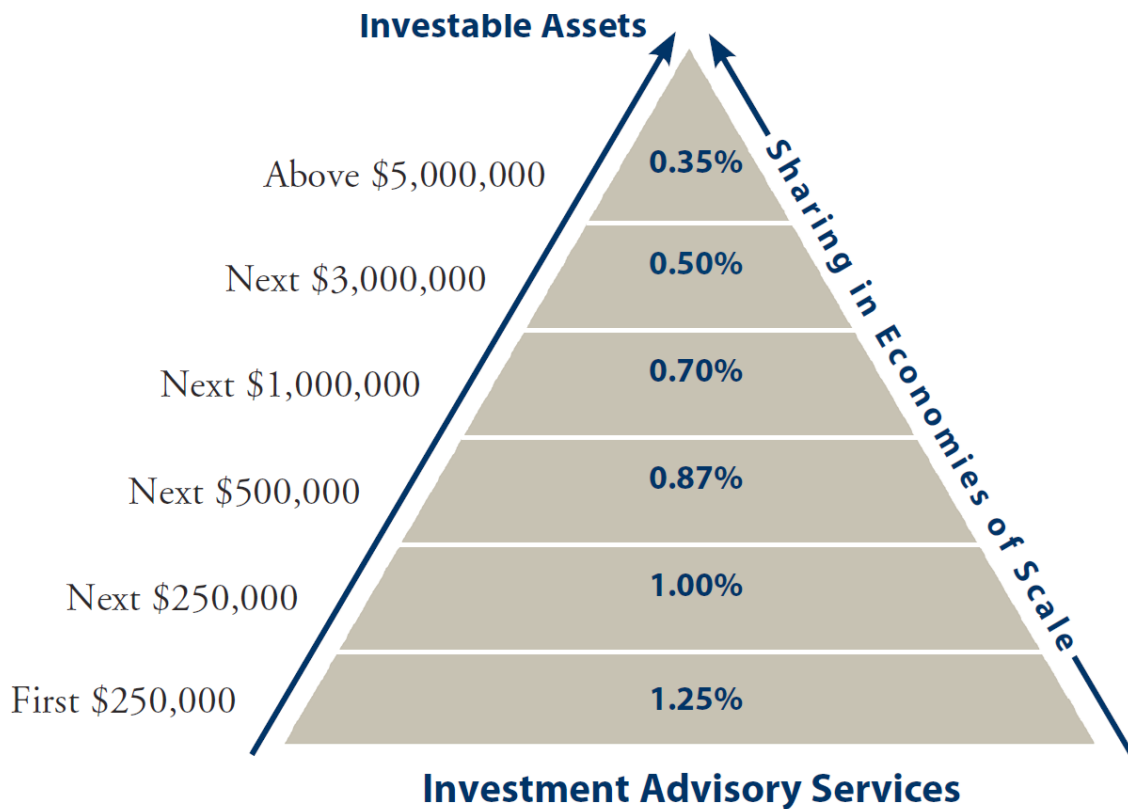 Investable Assets
Above $5,000,000
0.35%
Next $3,000,000
0.50%
Next $1,000,000
0.70%
Next $500,000
0.87%
Next $250,000
1.00%
First $250,000
1.25%
Sharing in Economies of Scale
Investment Advisory Services